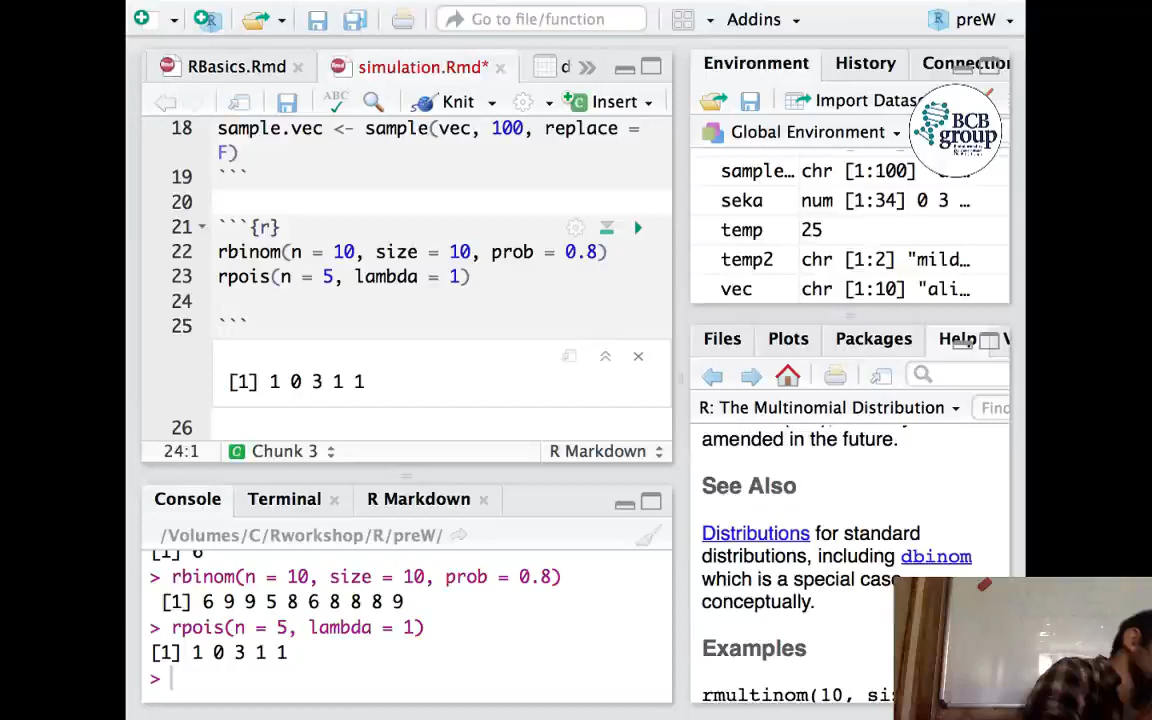 Go to file/function
Addins
preW
RBasics.Rmd
simulation.Rmd*
d
ABC
Knit
Insert
18 sample.vec <- sample(vec, 100, replace =
F)
19 ```
20
21 ```{r}
22 rbinom(n = 10, size = 10, prob = 0.8)
23 rpois(n = 5, lambda = 1)
24
25 ```
[1] 1 0 3 1 1
26
24:1
Chunk 3
R Markdown
Console
Terminal
R Markdown
/Volumes/C/Rworkshop/R/preW/
[1] 6
> rbinom(n = 10, size = 10, prob = 0.8)
[1] 6 9 9 5 8 6 8 8 8 9
> rpois(n = 5, lambda = 1)
[1] 1 0 3 1 1
>
Environment
History
Connection
Import Datas
Global Environment
BCB
group
sample… chr [1:100]
seka num [1:34] 0 3 …
temp 25
temp2 chr [1:2] "mild…
vec chr [1:10] "ali…
Files
Plots
Packages
Help
R: The Multinomial Distribution
Find
amended in the future.
See Also
Distributions for standard
distributions, including dbinom
which is a special case
conceptually.
Examples
rmultinom(10, si